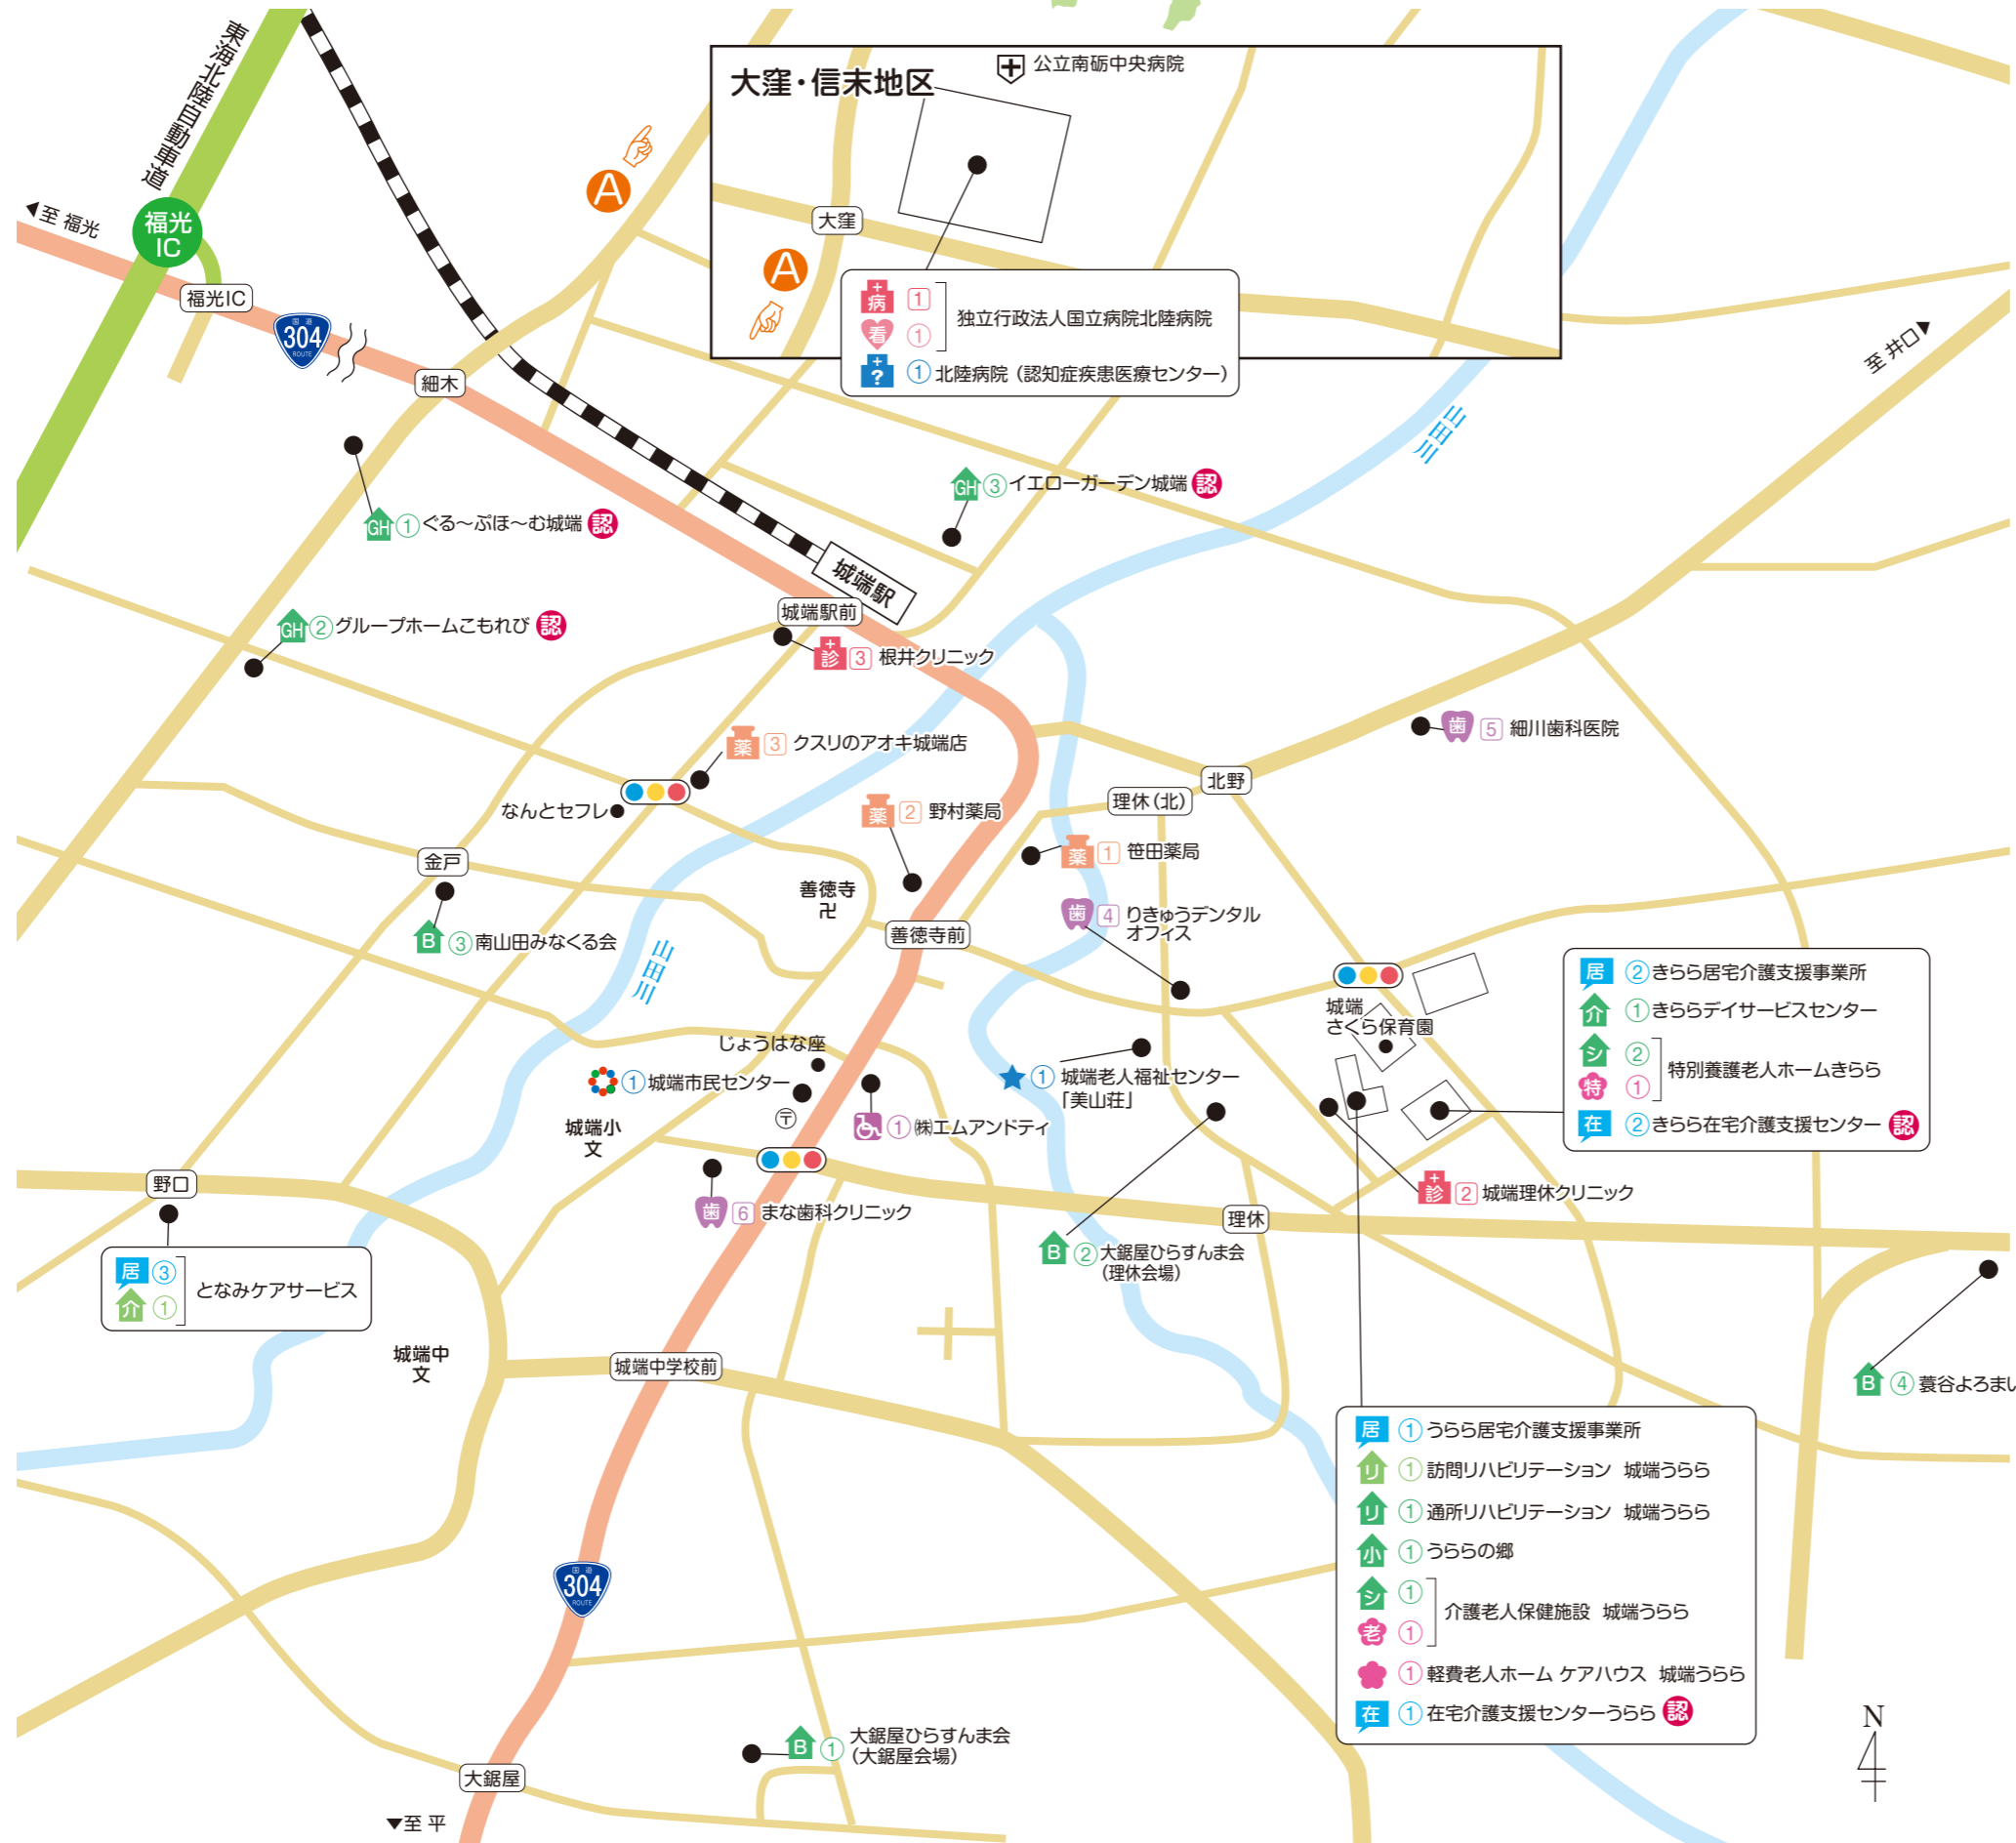 東海北陸自動車道
◀至 福光
福光
IC
福光IC
国道
304
ROUTE
細木
A
大窪・信末地区
公立南砺中央病院
大窪
A
病 1
看 ①
独立行政法人国立病院北陸病院
? ① 北陸病院（認知症疾患医療センター）
至 井口▶
山田川
GH ① ぐる～ぷほ～む城端 認
GH ③ イエローガーデン城端 認
城端駅
城端駅前
GH ② グループホームこもれび 認
診 3 根井クリニック
薬 3 クスリのアオキ城端店
歯 5 細川歯科医院
なんとセフレ
薬 2 野村薬局
北野
理休（北）
薬 1 笹田薬局
金戸
善徳寺
卍
善徳寺前
歯 4 りきゅうデンタル
オフィス
B ③ 南山田みなくる会
山田川
城端
さくら保育園
居 ② きらら居宅介護支援事業所
介 ① きららデイサービスセンター
シ ②
特 ①
特別養護老人ホームきらら
在 ② きらら在宅介護支援センター 認
じょうはな座
① 城端市民センター
〒
★ ① 城端老人福祉センター
「美山荘」
① ㈱エムアンドティ
城端小
文
野口
歯 6 まな歯科クリニック
診 2 城端理休クリニック
理休
B ② 大鋸屋ひらすんま会
（理休会場）
居 ③
介 ①
となみケアサービス
城端中
文
城端中学校前
B ④ 蓑谷よろまい
居 ① うらら居宅介護支援事業所
リ ① 訪問リハビリテーション 城端うらら
リ ① 通所リハビリテーション 城端うらら
小 ① うららの郷
シ ①
老 ①
介護老人保健施設 城端うらら
① 軽費老人ホーム ケアハウス 城端うらら
在 ① 在宅介護支援センターうらら 認
国道
304
ROUTE
B ① 大鋸屋ひらすんま会
（大鋸屋会場）
大鋸屋
▼至 平
N